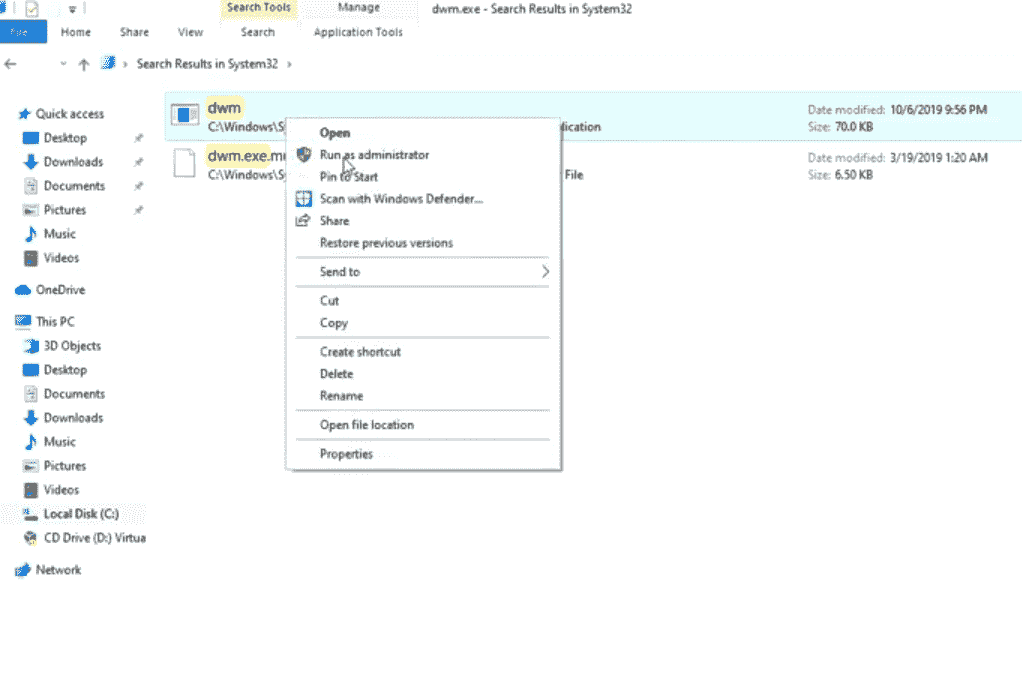 Search Tools
Manage
dwm.exe - Search Results in System32
File
Home
Share
View
Search
Application Tools
Search Results in System32
Quick access
Desktop
Downloads
Documents
Pictures
Music
Videos
OneDrive
This PC
3D Objects
Desktop
Documents
Downloads
Music
Pictures
Videos
Local Disk (C:)
CD Drive (D:) Virtua
Network
dwm
C:\Windows\S
lication
Date modified: 10/6/2019 9:56 PM
Size: 70.0 KB
dwm.exe.mu
C:\Windows\Sy
File
Date modified: 3/19/2019 1:20 AM
Size: 6.50 KB
Open
Run as administrator
Pin to Start
Scan with Windows Defender...
Share
Restore previous versions
Send to
Cut
Copy
Create shortcut
Delete
Rename
Open file location
Properties